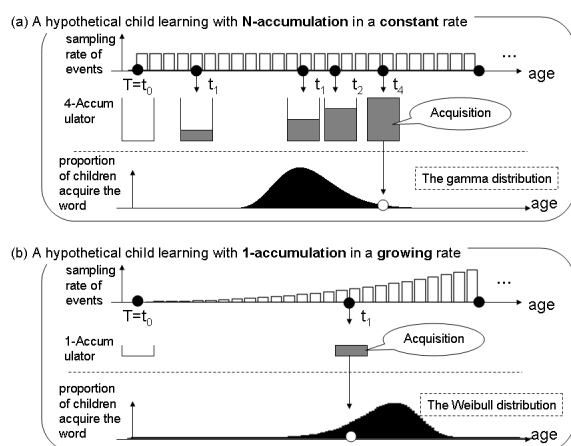 (a) A hypothetical child learning with N-accumulation in a constant rate
sampling
rate of
events
...
age
T=t0
t1
t1
t2
t4
4-Accum
ulator
Acquisition
proportion
of children
acquire the
word
The gamma distribution
age
(b) A hypothetical child learning with 1-accumulation in a growing rate
sampling
rate of
events
...
age
T=t0
t1
1-Accum
ulator
Acquisition
proportion
of children
acquire the
word
The Weibull distribution
age